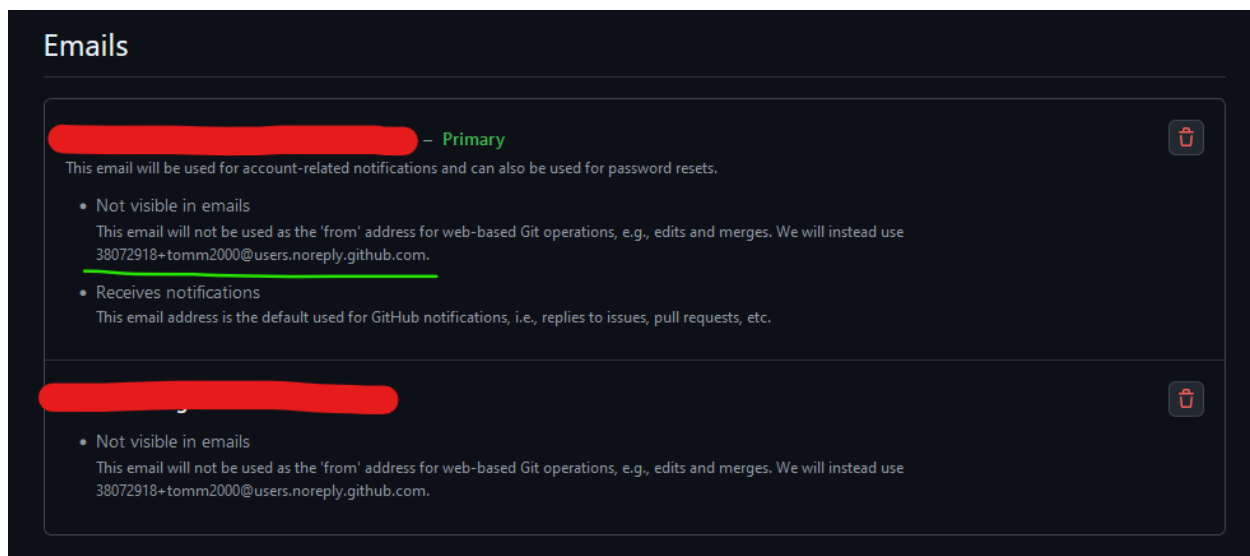 Emails
– Primary
This email will be used for account-related notifications and can also be used for password resets.
• Not visible in emails
This email will not be used as the 'from' address for web-based Git operations, e.g., edits and merges. We will instead use
38072918+tomm2000@users.noreply.github.com.
• Receives notifications
This email address is the default used for GitHub notifications, i.e., replies to issues, pull requests, etc.
• Not visible in emails
This email will not be used as the 'from' address for web-based Git operations, e.g., edits and merges. We will instead use
38072918+tomm2000@users.noreply.github.com.